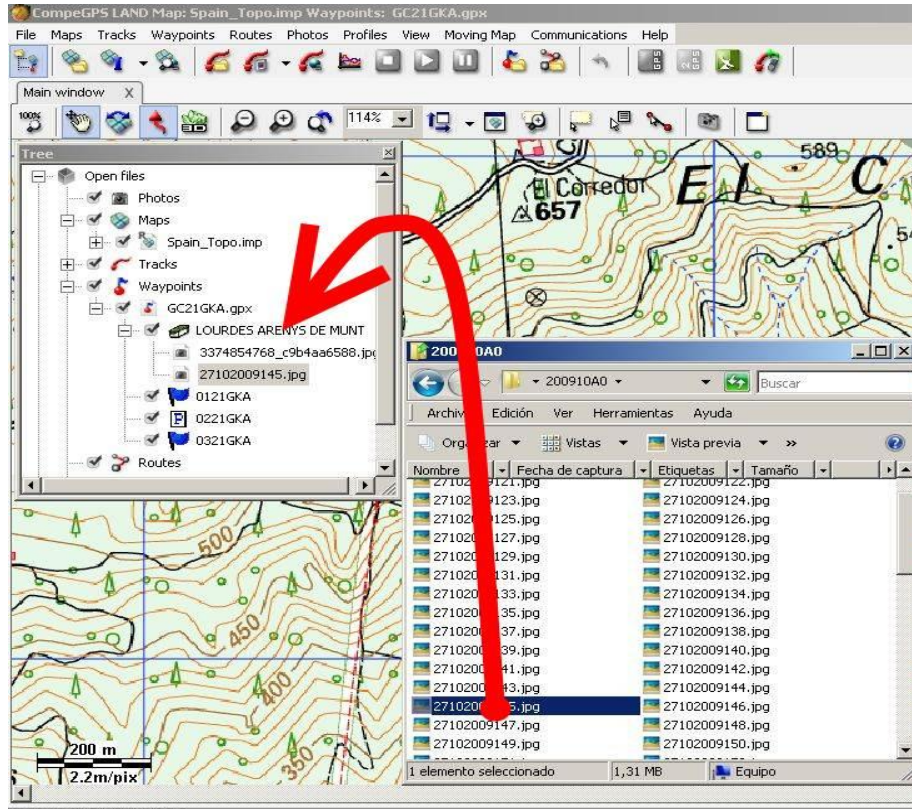 CompeGPS LAND Map: Spain_Topo.imp Waypoints: GC21GKA.gpx
File Maps Tracks Waypoints Routes Photos Profiles View Moving Map Communications Help
Main window X
100% 114%
Tree
Open files
Photos
Maps
Spain_Topo.imp
Tracks
Waypoints
GC21GKA.gpx
LOURDES ARENYS DE MUNT
3374854768_c9b4aa6588.jp
27102009145.jpg
0121GKA
0221GKA
0321GKA
Routes
El Corredor
657
589
E l C
54
500
450
400
350
200 m
2.2m/pix
200910A0
Buscar
Edición Ver Herramientas Ayuda
Vistas Vista previa »
Nombre Fecha de captura Etiquetas Tamaño
27102009122.jpg
27102009124.jpg
27102009126.jpg
27102009128.jpg
27102009130.jpg
27102009132.jpg
27102009134.jpg
27102009136.jpg
27102009138.jpg
27102009140.jpg
27102009142.jpg
27102009144.jpg
27102009146.jpg
27102009147.jpg 27102009148.jpg
27102009149.jpg 27102009150.jpg
1 elemento seleccionado 1,31 MB Equipo